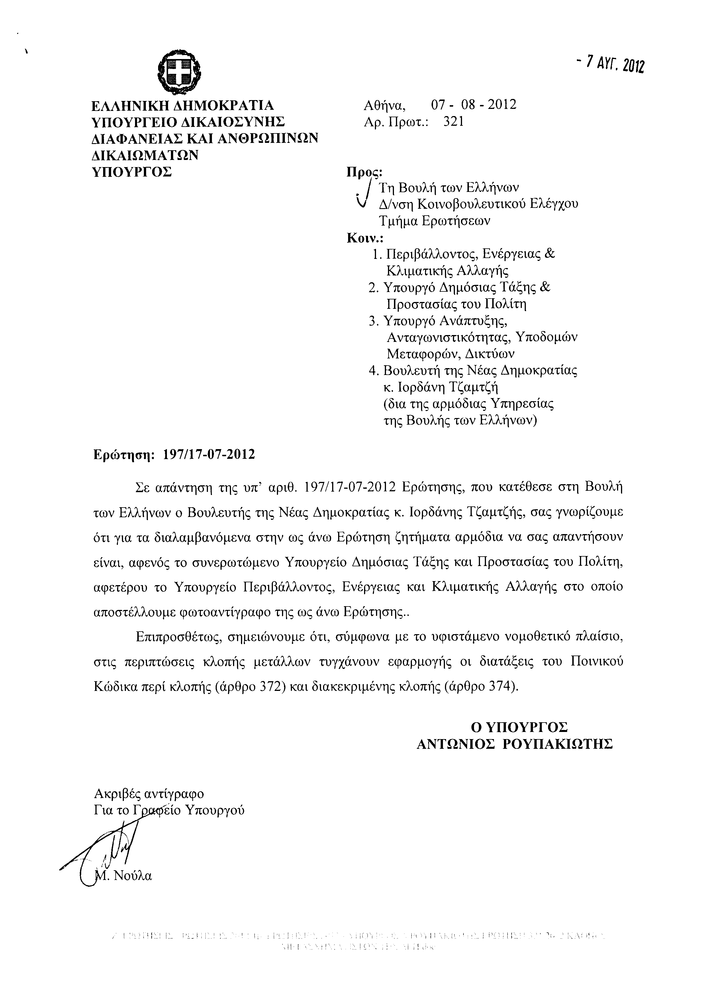 - 7 ΑΥΓ. 2012
ΕΛΛΗΝΙΚΗ ΔΗΜΟΚΡΑΤΙΑ
ΥΠΟΥΡΓΕΙΟ ΔΙΚΑΙΟΣΥΝΗΣ
ΔΙΑΦΑΝΕΙΑΣ ΚΑΙ ΑΝΘΡΩΠΙΝΩΝ
ΔΙΚΑΙΩΜΑΤΩΝ
ΥΠΟΥΡΓΟΣ
Αθήνα, 07 - 08 - 2012
Αρ. Πρωτ.: 321
Προς:
Τη Βουλή των Ελλήνων
Δ/νση Κοινοβουλευτικού Ελέγχου
Τμήμα Ερωτήσεων
Κοιν.:
1. Περιβάλλοντος, Ενέργειας &
Κλιματικής Αλλαγής
2. Υπουργό Δημόσιας Τάξης &
Προστασίας του Πολίτη
3. Υπουργό Ανάπτυξης,
Ανταγωνιστικότητας, Υποδομών
Μεταφορών, Δικτύων
4. Βουλευτή της Νέας Δημοκρατίας
κ. Ιορδάνη Τζαμτζή
(δια της αρμόδιας Υπηρεσίας
της Βουλής των Ελλήνων)
Ερώτηση: 197/17-07-2012
Σε απάντηση της υπ’ αριθ. 197/17-07-2012 Ερώτησης, που κατέθεσε στη Βουλή
των Ελλήνων ο Βουλευτής της Νέας Δημοκρατίας κ. Ιορδάνης Τζαμτζής, σας γνωρίζουμε
ότι για τα διαλαμβανόμενα στην ως άνω Ερώτηση ζητήματα αρμόδια να σας απαντήσουν
είναι, αφενός το συνερωτώμενο Υπουργείο Δημόσιας Τάξης και Προστασίας του Πολίτη,
αφετέρου το Υπουργείο Περιβάλλοντος, Ενέργειας και Κλιματικής Αλλαγής στο οποίο
αποστέλλουμε φωτοαντίγραφο της ως άνω Ερώτησης..
Επιπροσθέτως, σημειώνουμε ότι, σύμφωνα με το υφιστάμενο νομοθετικό πλαίσιο,
στις περιπτώσεις κλοπής μετάλλων τυγχάνουν εφαρμογής οι διατάξεις του Ποινικού
Κώδικα περί κλοπής (άρθρο 372) και διακεκριμένης κλοπής (άρθρο 374).
Ο ΥΠΟΥΡΓΟΣ
ΑΝΤΩΝΙΟΣ ΡΟΥΠΑΚΙΩΤΗΣ
Ακριβές αντίγραφο
Για το Γραφείο Υπουργού
Μ. Νούλα